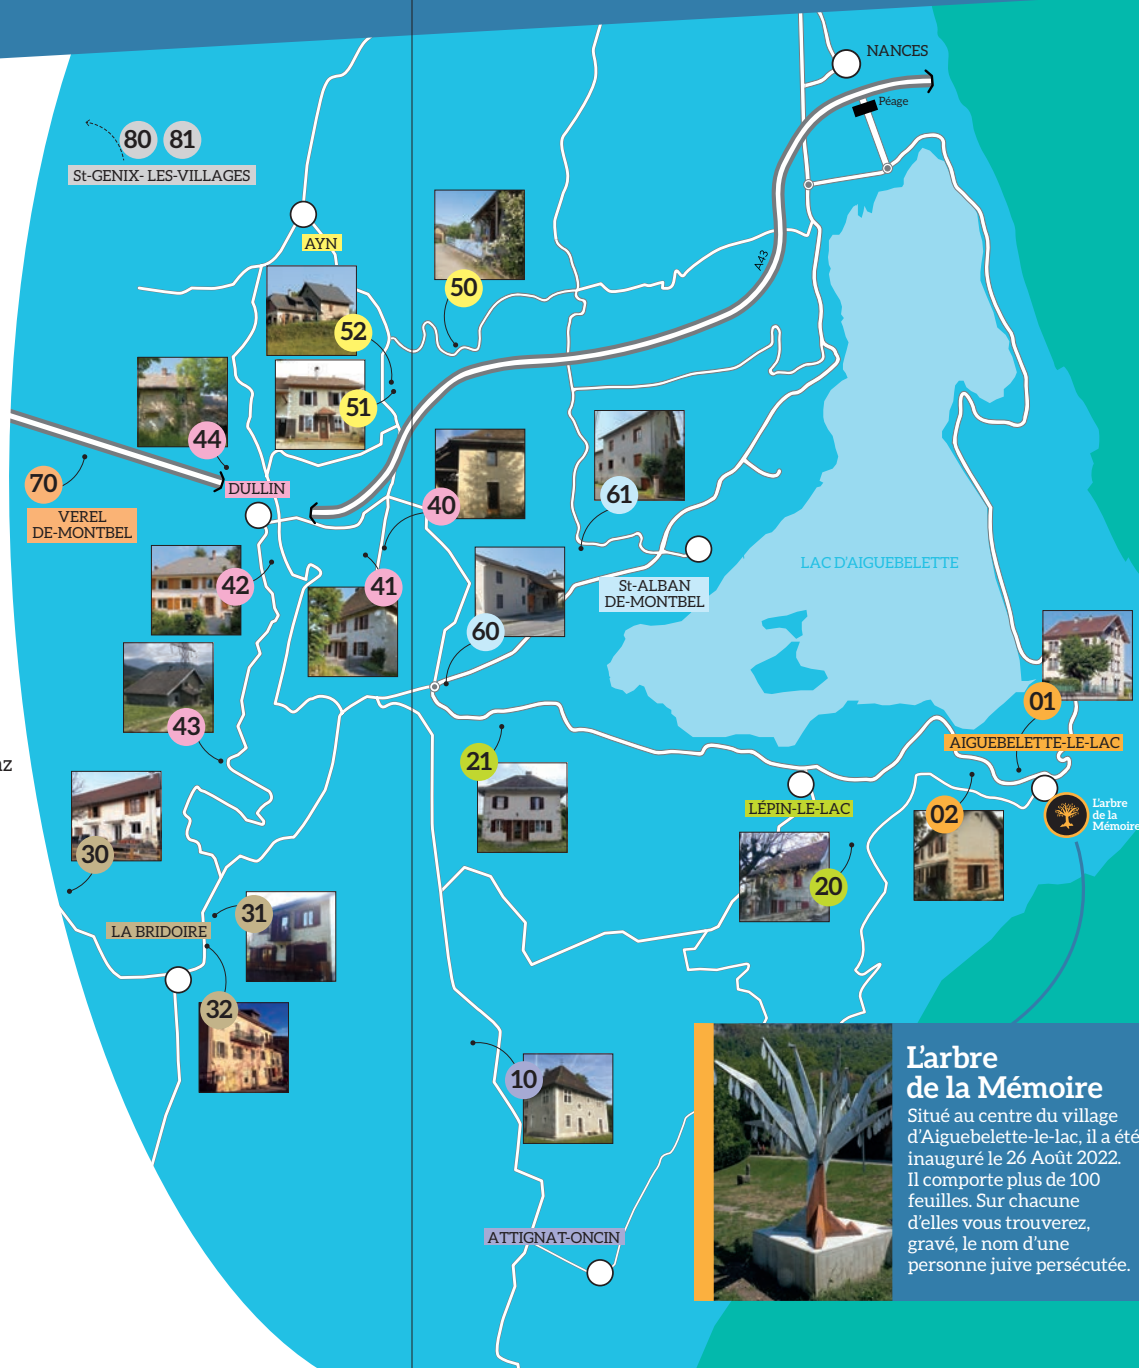 NANCES
Péage
80 81
St-GENIX- LES-VILLAGES
AYN
50
A43
52
51
44
70
VEREL
DE-MONTBEL
DULLIN
40
61
LAC D'AIGUEBELETTE
42
41
St-ALBAN
DE-MONTBEL
60
43
01
AIGUEBELETTE-LE-LAC
az
21
LÉPIN-LE-LAC
02
L'arbre
de la
Mémoire
30
20
31
LA BRIDOIRE
32
10
ATTIGNAT-ONCIN
L'arbre
de la Mémoire
Situé au centre du village
d'Aiguebelette-le-lac, il a été
inauguré le 26 Août 2022.
Il comporte plus de 100
feuilles. Sur chacune
d'elles vous trouverez,
gravé, le nom d'une
personne juive persécutée.